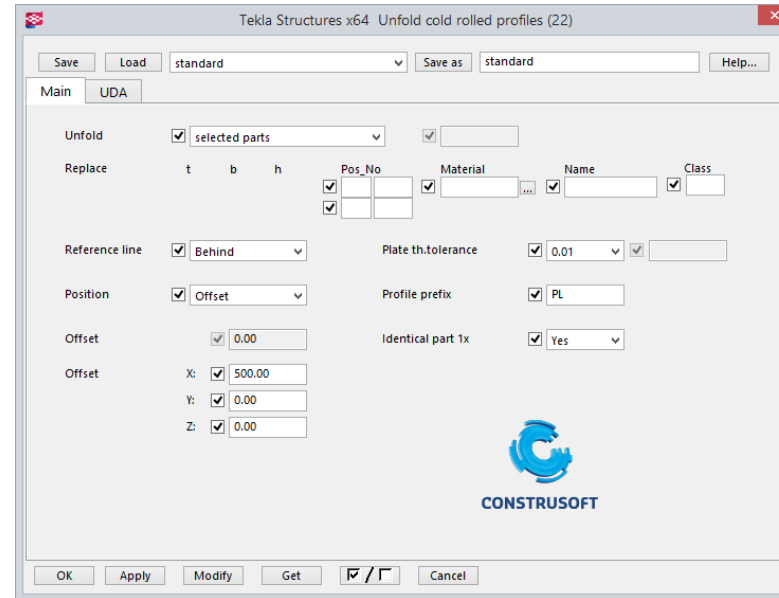 Tekla Structures x64 Unfold cold rolled profiles (22)
Save Load standard Save as standard Help...
Main UDA
Unfold selected parts
Replace t b h Pos_No Material Name Class
...
Reference line Behind Plate th.tolerance 0.01
Position Offset Profile prefix PL
Offset 0.00 Identical part 1x Yes
Offset X: 500.00
Y: 0.00
Z: 0.00
CONSTRUSOFT
OK Apply Modify Get / Cancel